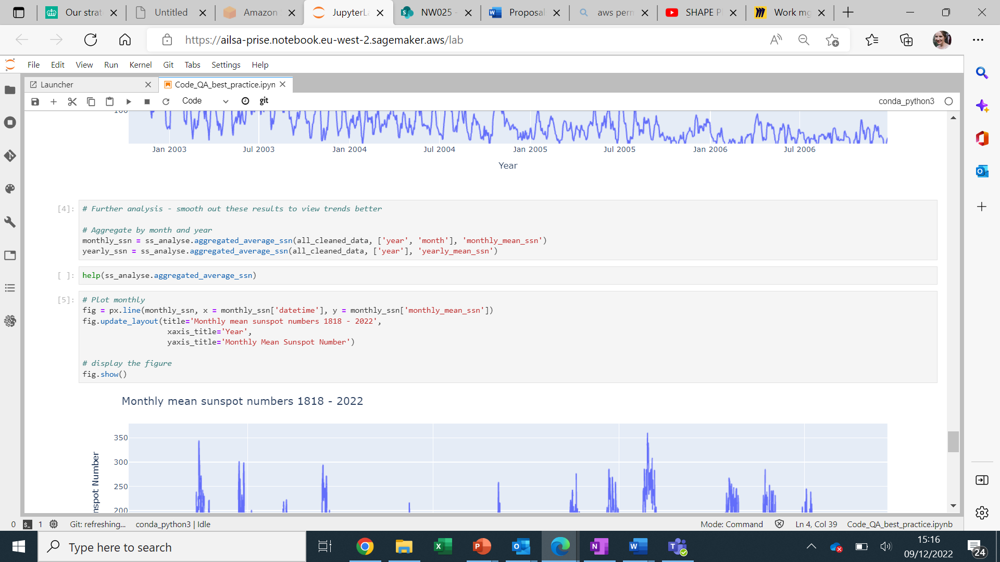 Our strat
Untitled
Amazon
JupyterL
NW025 -
Proposal
aws perm
SHAPE P
Work mg
https://ailsa-prise.notebook.eu-west-2.sagemaker.aws/lab
File Edit View Run Kernel Git Tabs Settings Help
Launcher
Code_QA_best_practice.ipyn
Code
git
conda_python3
100
Jan 2003 Jul 2003 Jan 2004 Jul 2004 Jan 2005 Jul 2005 Jan 2006 Jul 2006
Year
[4]:
# Further analysis - smooth out these results to view trends better
# Aggregate by month and year
monthly_ssn = ss_analyse.aggregated_average_ssn(all_cleaned_data, ['year', 'month'], 'monthly_mean_ssn')
yearly_ssn = ss_analyse.aggregated_average_ssn(all_cleaned_data, ['year'], 'yearly_mean_ssn')
[ ]:
help(ss_analyse.aggregated_average_ssn)
[5]:
# Plot monthly
fig = px.line(monthly_ssn, x = monthly_ssn['datetime'], y = monthly_ssn['monthly_mean_ssn'])
fig.update_layout(title='Monthly mean sunspot numbers 1818 - 2022',
xaxis_title='Year',
yaxis_title='Monthly Mean Sunspot Number')
# display the figure
fig.show()
Monthly mean sunspot numbers 1818 - 2022
350
300
250
200
nspot Number
0
1
Git: refreshing...
conda_python3 | Idle
Mode: Command
Ln 4, Col 39
Code_QA_best_practice.ipynb
Type here to search
15:16
09/12/2022
24